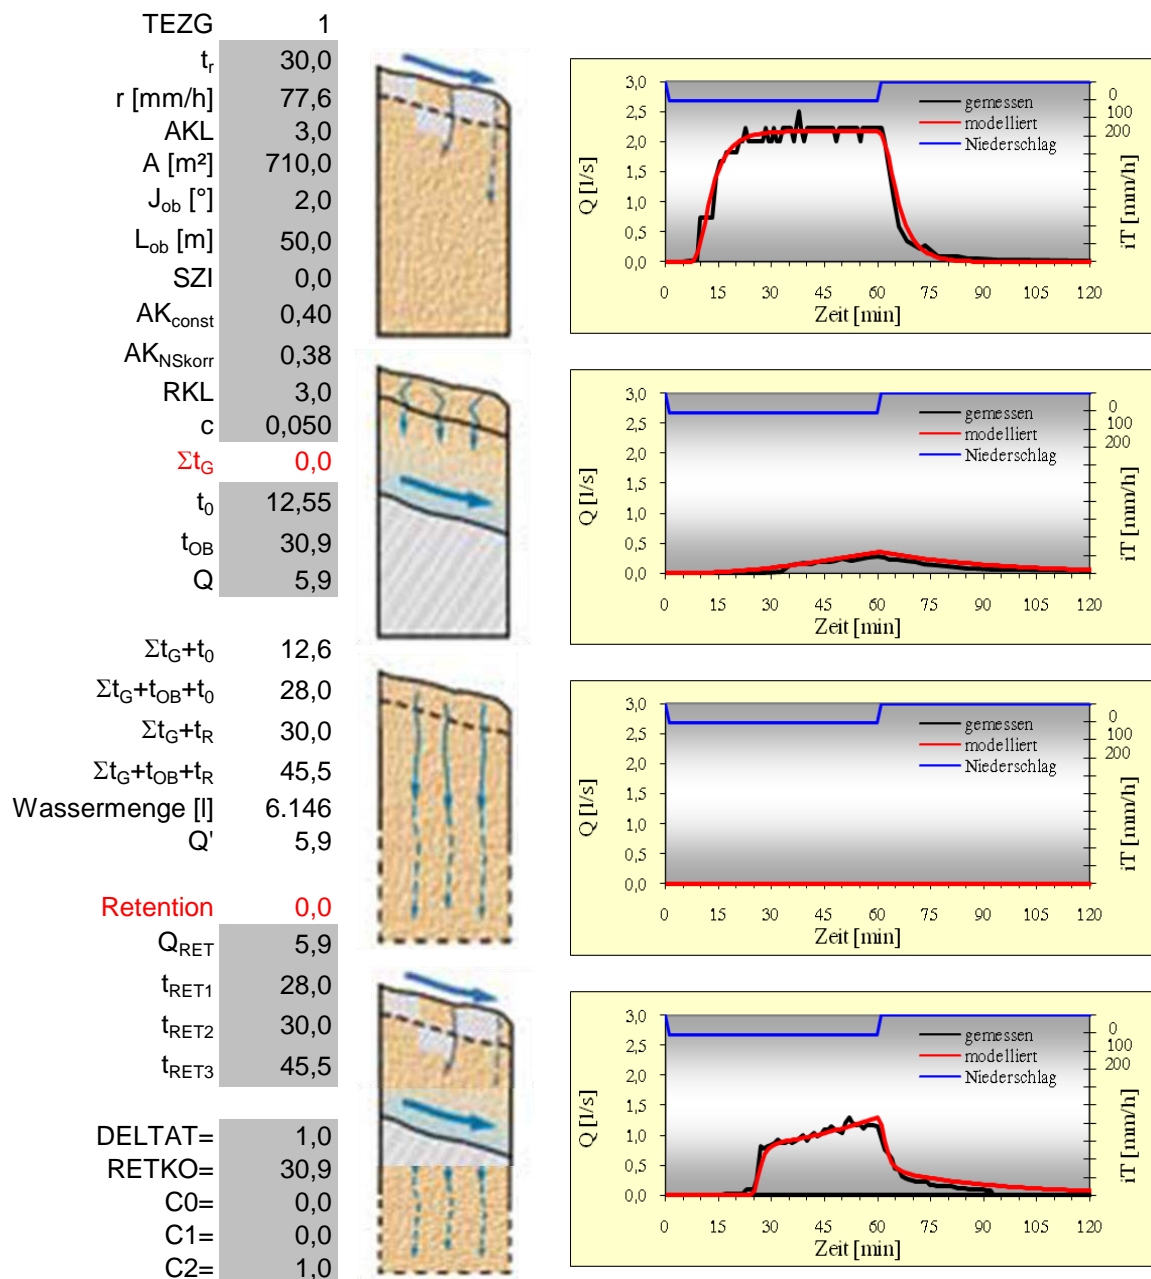 TEZG 1
tr 30,0
r [mm/h] 77,6
AKL 3,0
A [m²] 710,0
Job [°] 2,0
Lob [m] 50,0
SZI 0,0
AKconst 0,40
AKNSkorr 0,38
RKL 3,0
c 0,050
ΣtG 0,0
t0 12,55
tOB 30,9
Q 5,9
ΣtG+t0 12,6
ΣtG+tOB+t0 28,0
ΣtG+tR 30,0
ΣtG+tOB+tR 45,5
Wassermenge [l] 6.146
Q' 5,9
Retention 0,0
QRET 5,9
tRET1 28,0
tRET2 30,0
tRET3 45,5
DELTAT= 1,0
RETKO= 30,9
C0= 0,0
C1= 0,0
C2= 1,0
Q [l/s]
3,0
2,5
2,0
1,5
1,0
0,5
0,0
gemessen
modelliert
Niederschlag
0
100
200
iT [mm/h]
0 15 30 45 60 75 90 105 120
Zeit [min]
Q [l/s]
3,0
2,5
2,0
1,5
1,0
0,5
0,0
gemessen
modelliert
Niederschlag
0
100
200
iT [mm/h]
0 15 30 45 60 75 90 105 120
Zeit [min]
Q [l/s]
3,0
2,5
2,0
1,5
1,0
0,5
0,0
gemessen
modelliert
Niederschlag
0
100
200
iT [mm/h]
0 15 30 45 60 75 90 105 120
Zeit [min]
Q [l/s]
3,0
2,5
2,0
1,5
1,0
0,5
0,0
gemessen
modelliert
Niederschlag
0
100
200
iT [mm/h]
0 15 30 45 60 75 90 105 120
Zeit [min]